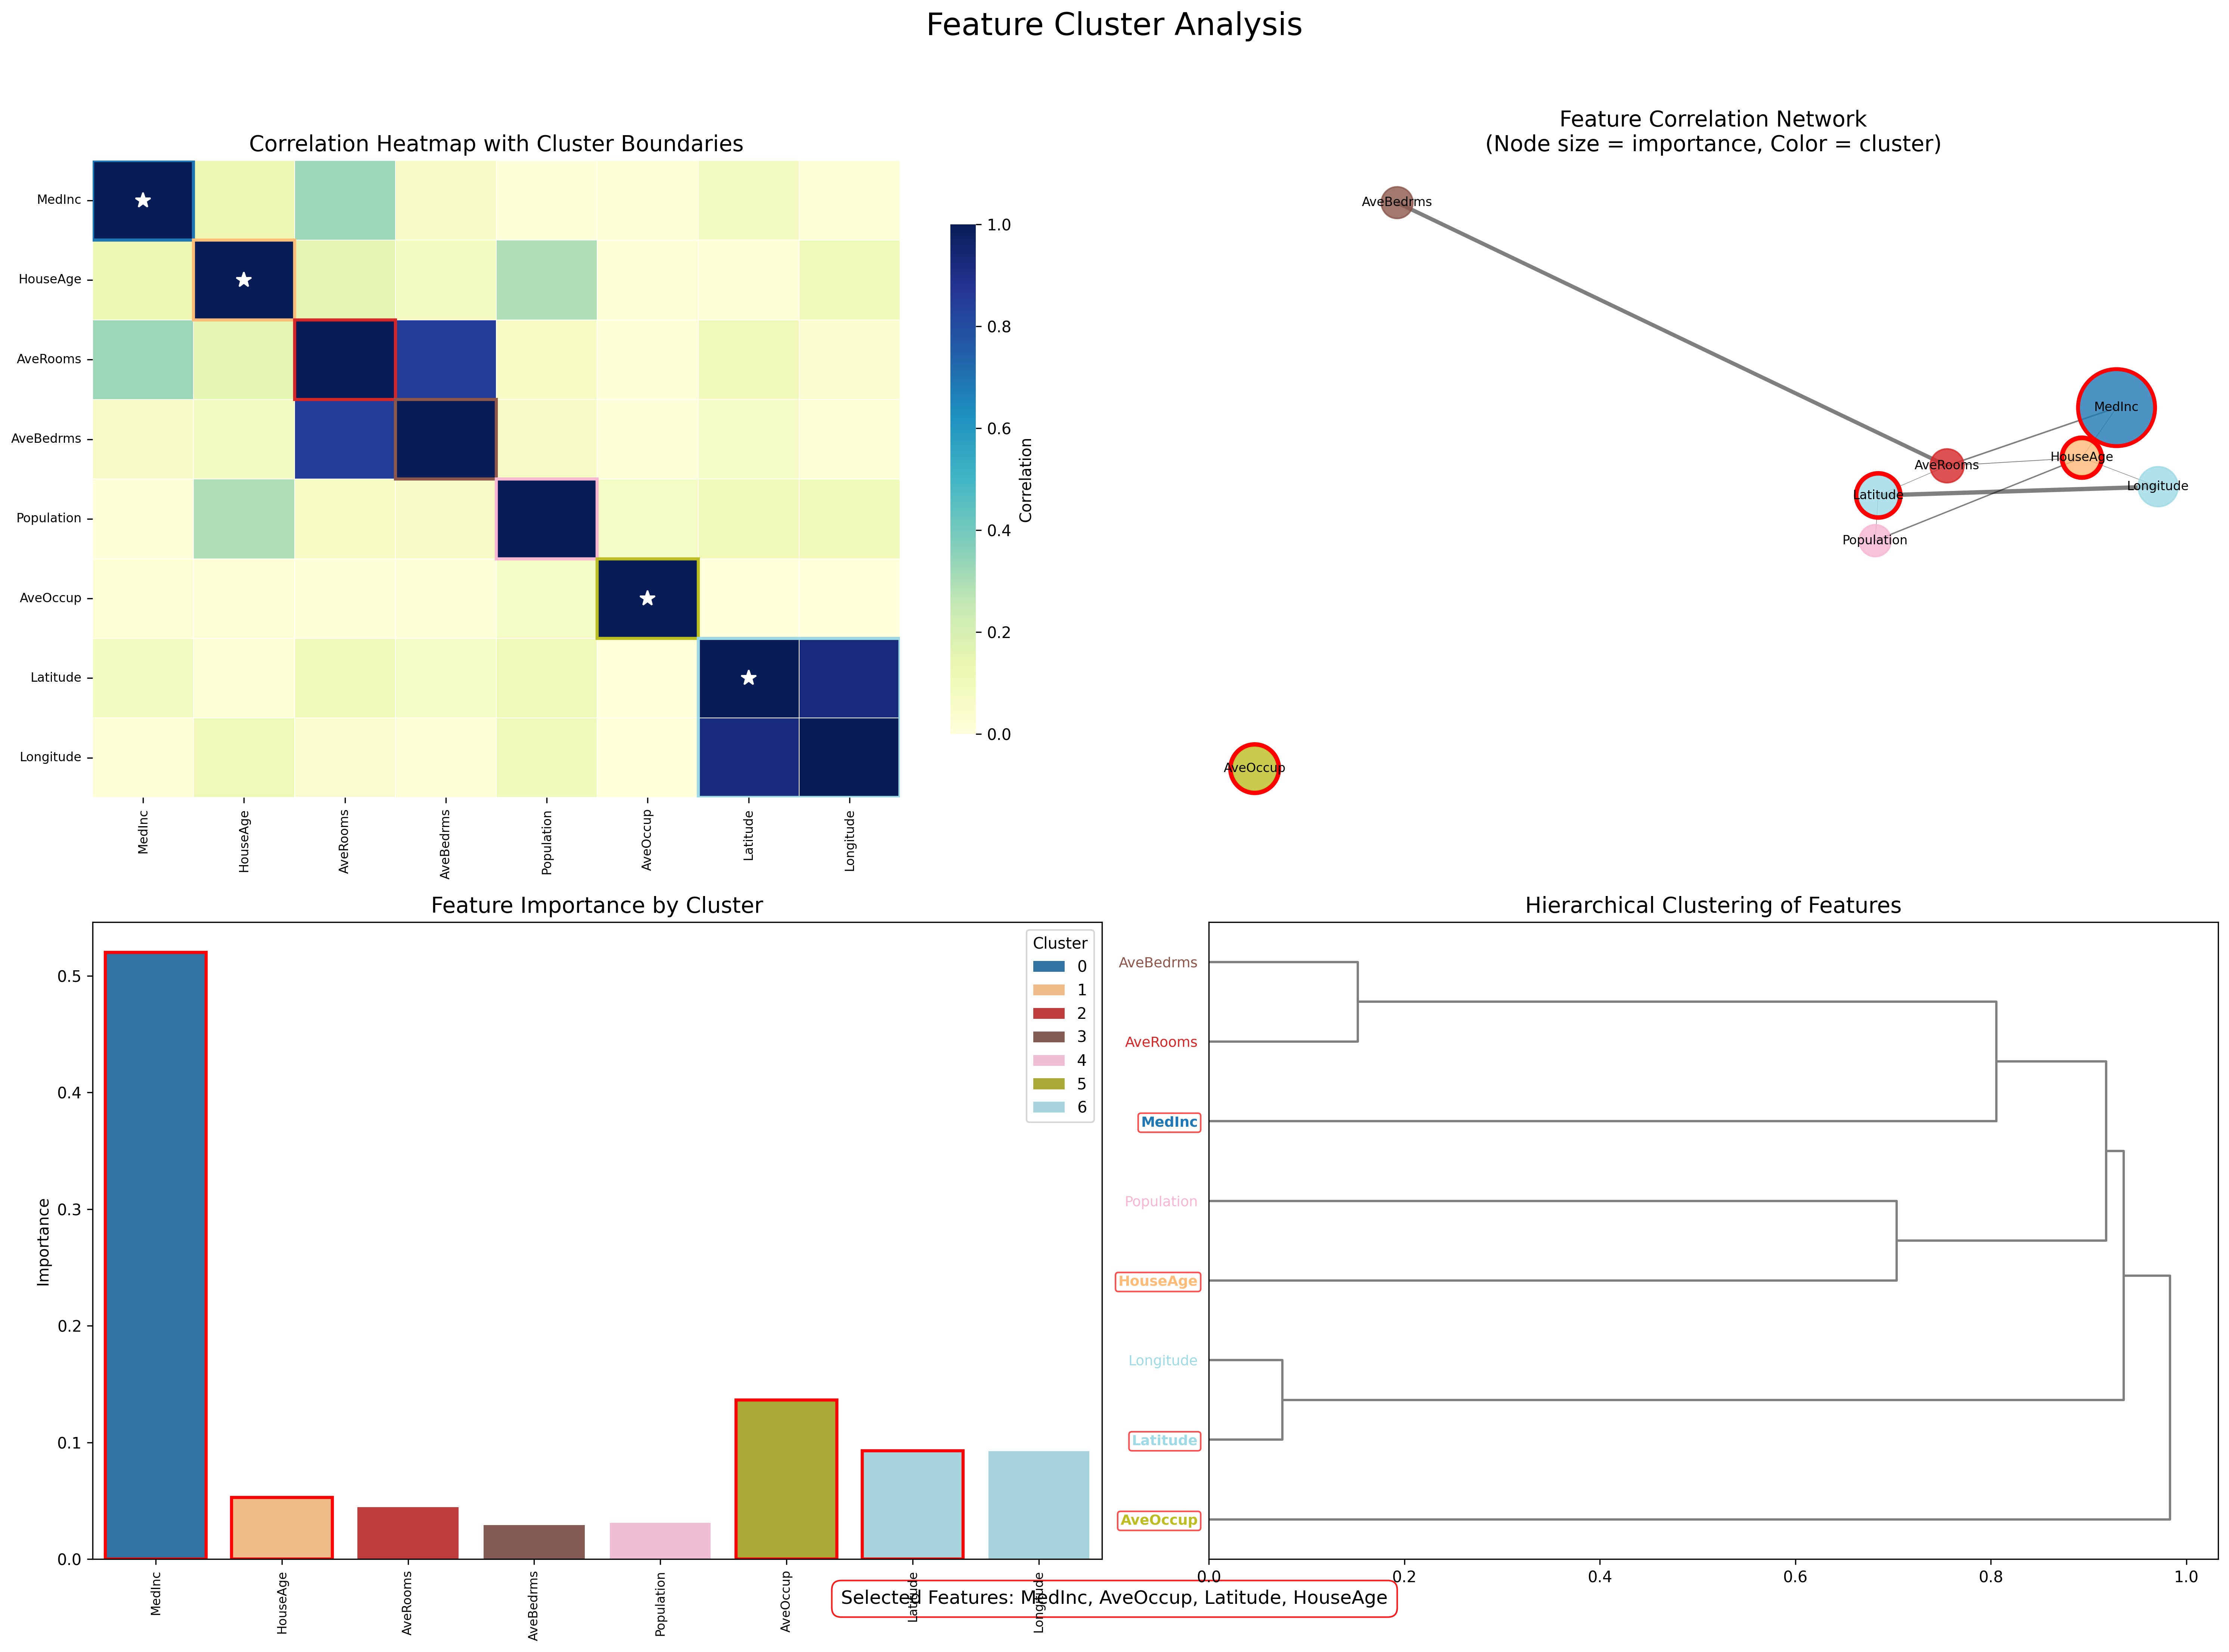 Feature Cluster Analysis
Correlation Heatmap with Cluster Boundaries
MedInc
HouseAge
AveRooms
AveBedrms
Population
AveOccup
Latitude
Longitude
MedInc
HouseAge
AveRooms
AveBedrms
Population
AveOccup
Latitude
Longitude
1.0
0.8
0.6
0.4
0.2
0.0
Correlation
Feature Correlation Network
(Node size = importance, Color = cluster)
AveBedrms
MedInc
HouseAge
AveRooms
Longitude
Latitude
Population
AveOccup
Feature Importance by Cluster
Importance
0.5
0.4
0.3
0.2
0.1
0.0
Cluster
0
1
2
3
4
5
6
MedInc
HouseAge
AveRooms
AveBedrms
Population
AveOccup
Latitude
Longitude
Hierarchical Clustering of Features
AveBedrms
AveRooms
MedInc
Population
HouseAge
Longitude
Latitude
AveOccup
0.0
0.2
0.4
0.6
0.8
1.0
Selected Features: MedInc, AveOccup, Latitude, HouseAge